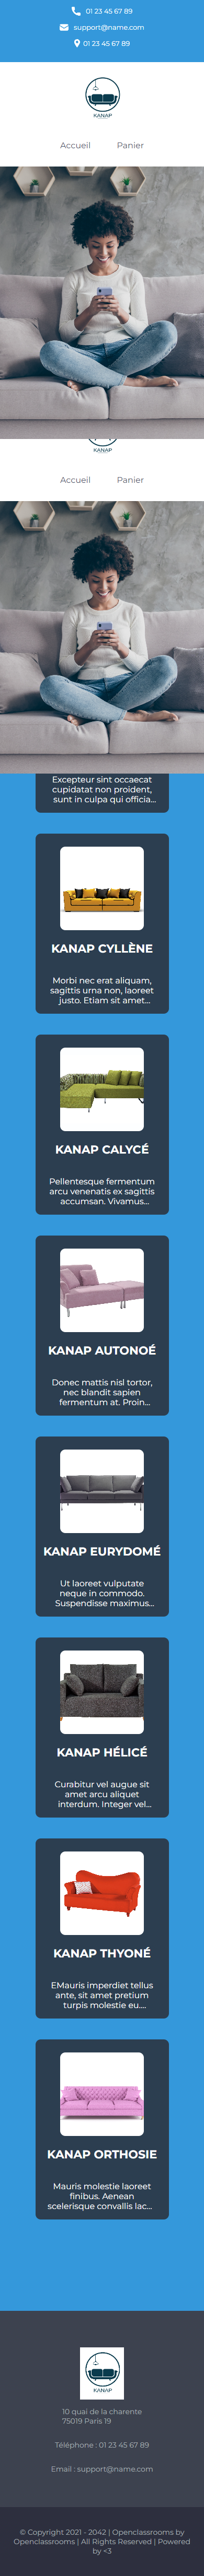 01 23 45 67 89
support@name.com
01 23 45 67 89
KANAP
Accueil Panier
KANAP
Accueil Panier
Excepteur sint occaecat
cupidatat non proident,
sunt in culpa qui officia...
KANAP CYLLÈNE
Morbi nec erat aliquam,
sagittis urna non, laoreet
justo. Etiam sit amet...
KANAP CALYCÉ
Pellentesque fermentum
arcu venenatis ex sagittis
accumsan. Vivamus...
KANAP AUTONOÉ
Donec mattis nisl tortor,
nec blandit sapien
fermentum at. Proin...
KANAP EURYDOMÉ
Ut laoreet vulputate
neque in commodo.
Suspendisse maximus...
KANAP HÉLICÉ
Curabitur vel augue sit
amet arcu aliquet
interdum. Integer vel...
KANAP THYONÉ
EMauris imperdiet tellus
ante, sit amet pretium
turpis molestie eu....
KANAP ORTHOSIE
Mauris molestie laoreet
finibus. Aenean
scelerisque convallis lac...
KANAP
10 quai de la charente
75019 Paris 19
Téléphone : 01 23 45 67 89
Email : support@name.com
© Copyright 2021 - 2042 | Openclassrooms by
Openclassrooms | All Rights Reserved | Powered
by <3